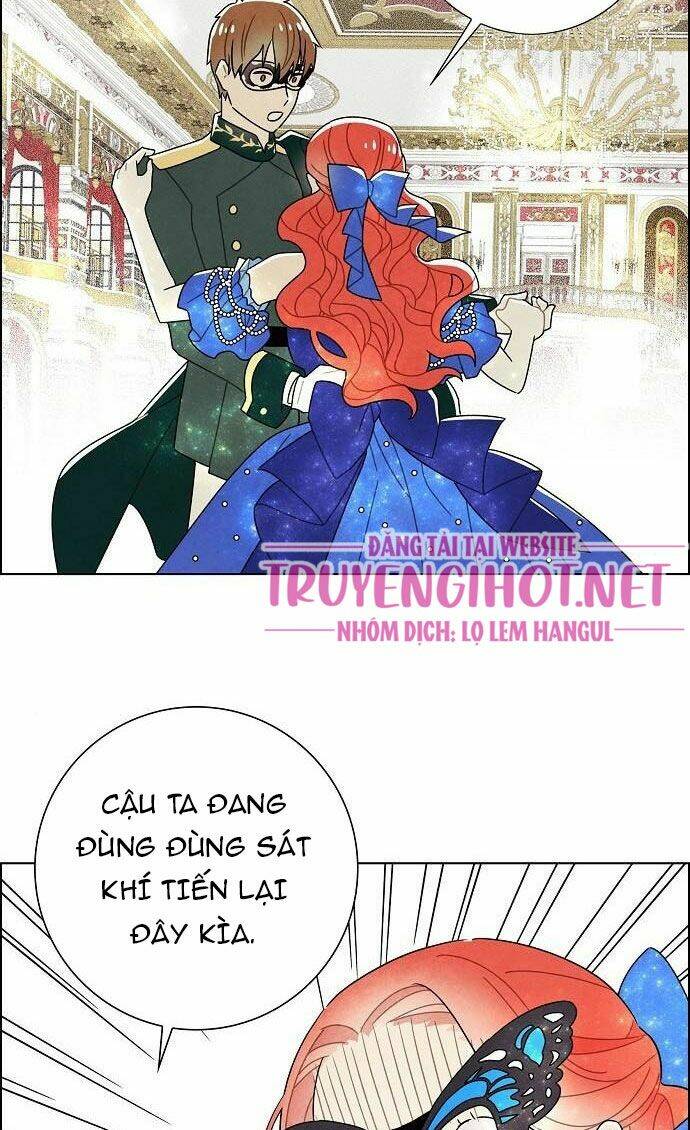 ĐĂNG TẢI TẠI WEBSITE
TRUYENGIHOT.NET
NHÓM DỊCH: LỌ LEM HANGUL
CẬU TA ĐANG
ĐÙNG ĐÙNG SÁT
KHÍ TIẾN LẠI
ĐÂY KÌA.